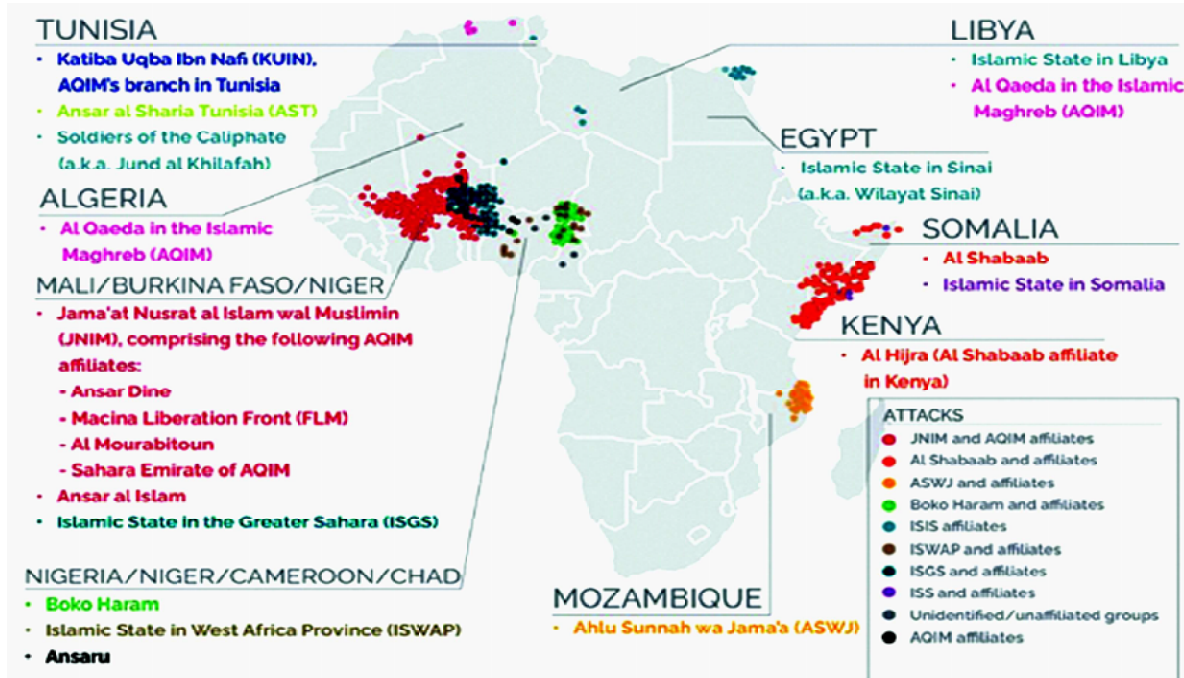 TUNISIA
Katiba Uqba Ibn Nafi (KUIN),
AQIM's branch in Tunisia
Ansar al Sharia Tunisia (AST)
Soldiers of the Caliphate
(a.k.a. Jund al Khilafah)
ALGERIA
Al Qaeda in the Islamic
Maghreb (AQIM)
MALI/BURKINA FASO/NIGER
Jama'at Nusrat al Islam wal Muslimin
(JNIM), comprising the following AQIM
affiliates:
- Ansar Dine
- Macina Liberation Front (FLM)
- Al Mourabitoun
- Sahara Emirate of AQIM
Ansar al Islam
Islamic State in the Greater Sahara (ISGS)
NIGERIA/NIGER/CAMEROON/CHAD
Boko Haram
Islamic State in West Africa Province (ISWAP)
Ansaru
LIBYA
Islamic State in Libya
Al Qaeda in the Islamic
Maghreb (AQIM)
EGYPT
Islamic State in Sinai
(a.k.a. Wilayat Sinai)
SOMALIA
Al Shabaab
Islamic State in Somalia
KENYA
Al Hijra (Al Shabaab affiliate
in Kenya)
MOZAMBIQUE
Ahlu Sunnah wa Jama'a (ASWJ)
ATTACKS
JNIM and AQIM affiliates
Al Shabaab and affiliates
ASWJ and affiliates
Boko Haram and affiliates
ISIS affiliates
ISWAP and affiliates
ISGS and affiliates
ISS and affiliates
Unidentified/unaffiliated groups
AQIM affiliates